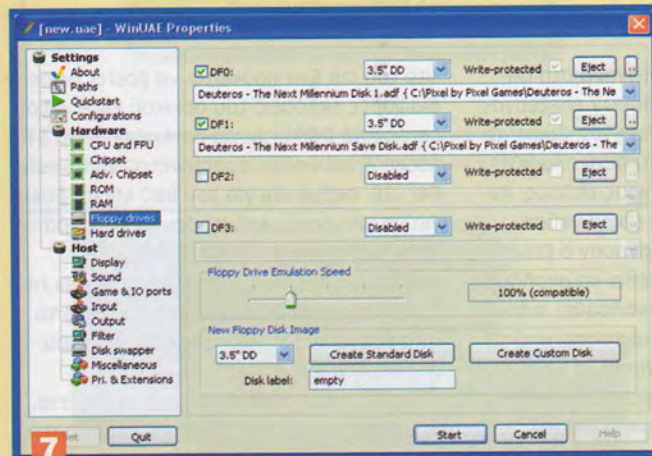 [new.uae] - WinUAE Properties
Settings
About
Paths
Quickstart
Configurations
Hardware
CPU and FPU
Chipset
Adv. Chipset
ROM
RAM
Floppy drives
Hard drives
Host
Display
Sound
Game & IO ports
Input
Output
Filter
Disk swapper
Miscellaneous
Pri. & Extensions
DF0: 3.5" DD Write-protected Eject ..
Deuteros - The Next Millennium Disk 1.adf { C:\Pixel by Pixel Games\Deuteros - The Ne
DF1: 3.5" DD Write-protected Eject ..
Deuteros - The Next Millennium Save Disk.adf { C:\Pixel by Pixel Games\Deuteros - The
DF2: Disabled Write-protected Eject
DF3: Disabled Write-protected Eject
Floppy Drive Emulation Speed
100% (compatible)
New Floppy Disk Image
3.5" DD Create Standard Disk Create Custom Disk
Disk label: empty
7 Quit Start Cancel Help